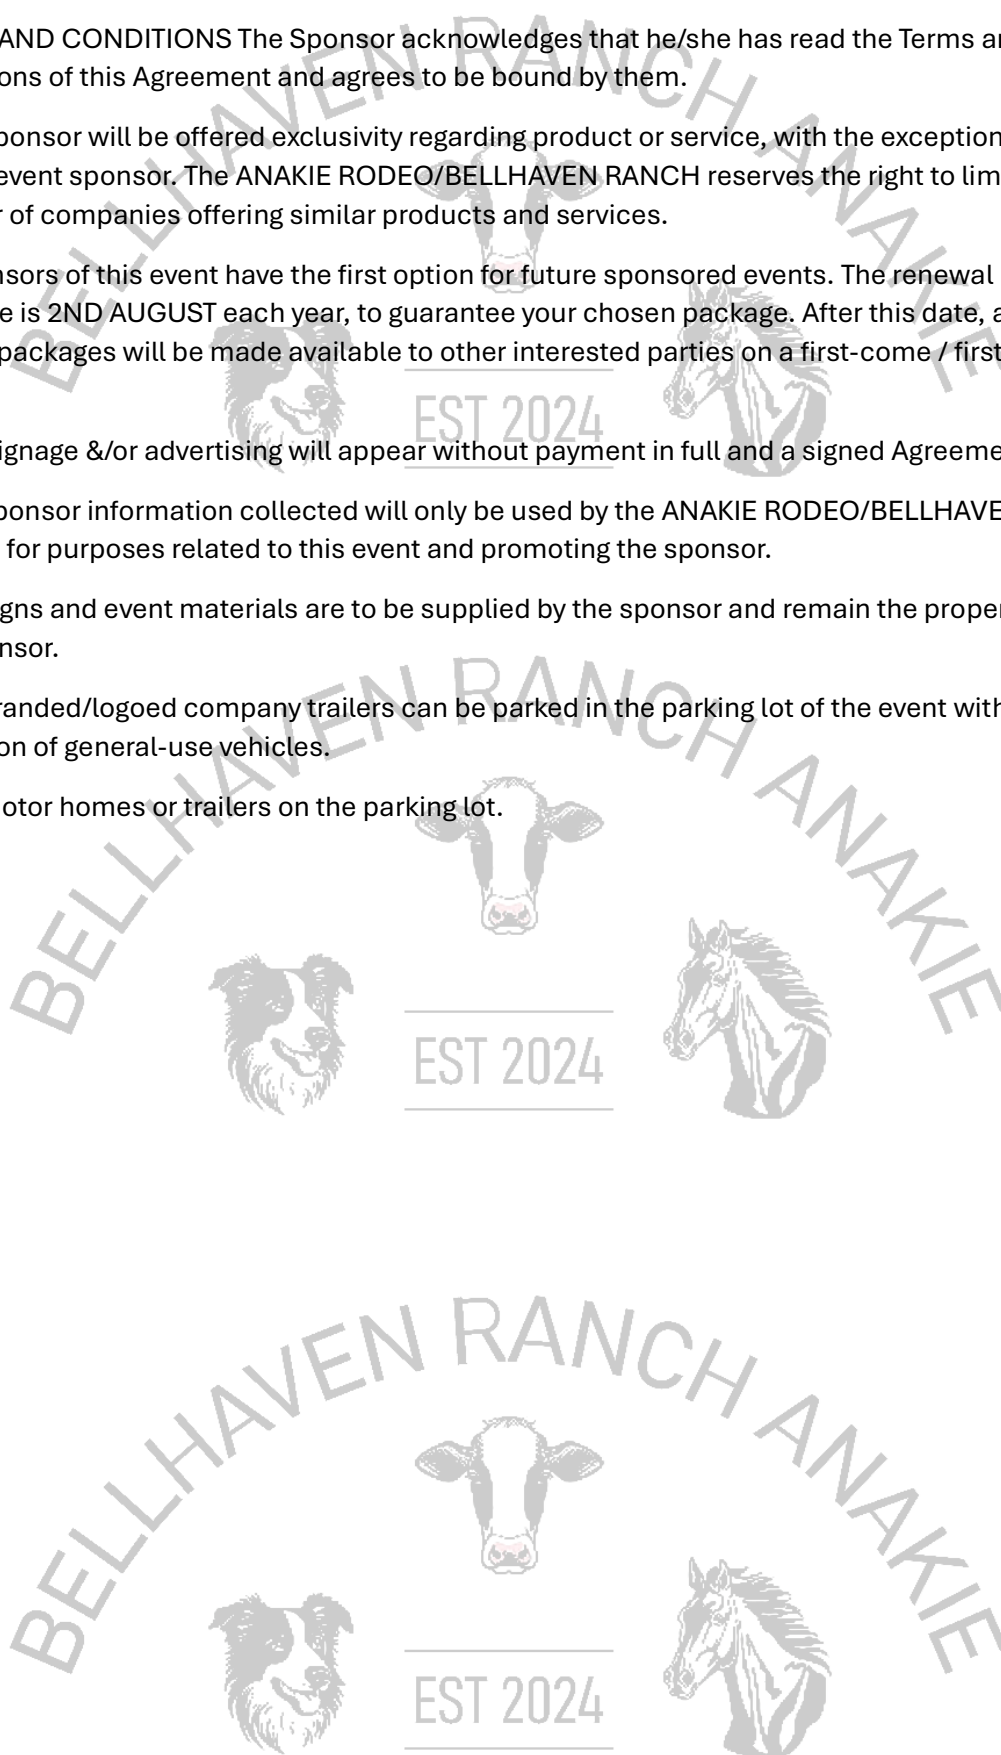 AND CONDITIONS The Sponsor acknowledges that he/she has read the Terms
ons of this Agreement and agrees to be bound by them.
ponsor will be offered exclusivity regarding product or service, with the exception
event sponsor. The ANAKIE RODEO/BELLHAVEN RANCH reserves the right to lim
r of companies offering similar products and services.
nsors of this event have the first option for future sponsored events. The renewal
e is 2ND AUGUST each year, to guarantee your chosen package. After this date, a
packages will be made available to other interested parties on a first-come / first
ignage &/or advertising will appear without payment in full and a signed Agreeme
ponsor information collected will only be used by the ANAKIE RODEO/BELLHAVE
for purposes related to this event and promoting the sponsor.
gns and event materials are to be supplied by the sponsor and remain the proper
nsor.
randed/logoed company trailers can be parked in the parking lot of the event with
on of general-use vehicles.
otor homes or trailers on the parking lot.
BELLHAVEN RANCH ANAKIE
EST 2024
BELLHAVEN RANCH ANAKIE
EST 2024
BELLHAVEN RANCH ANAKIE
EST 2024